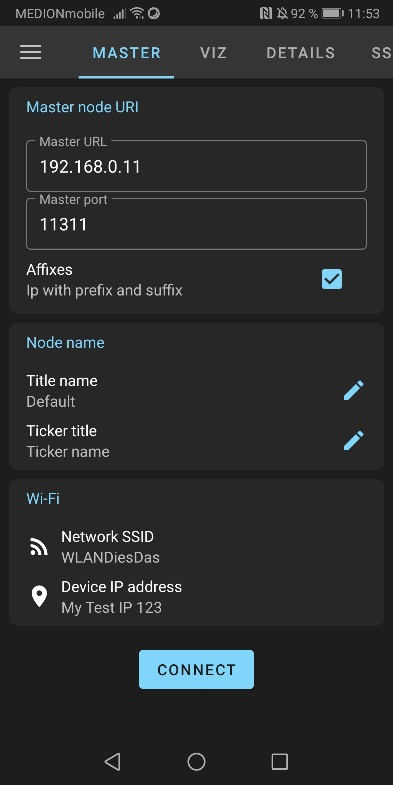 MEDIONmobile 92 % 11:53
MASTER VIZ DETAILS SS
Master node URI
Master URL
192.168.0.11
Master port
11311
Affixes
Ip with prefix and suffix
Node name
Title name
Default
Ticker title
Ticker name
Wi-Fi
Network SSID
WLANDiesDas
Device IP address
My Test IP 123
CONNECT